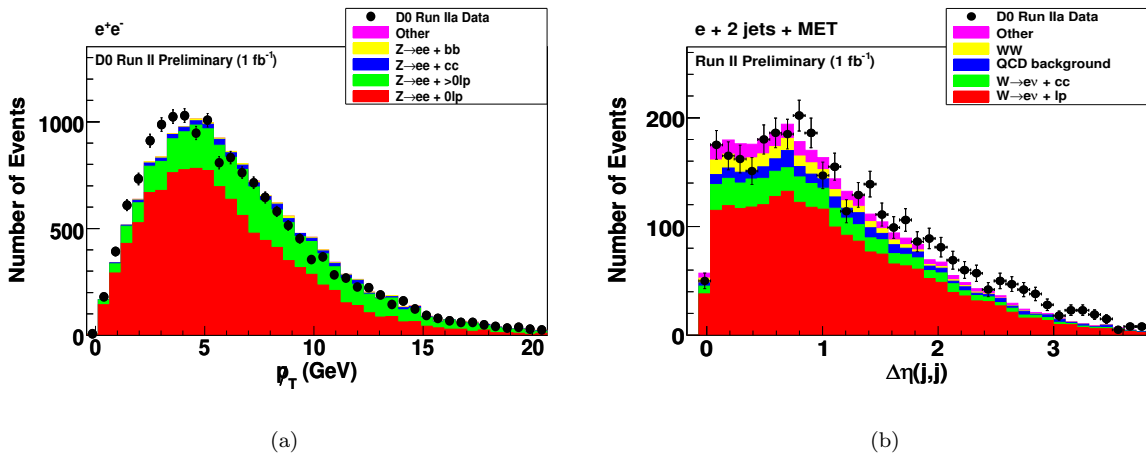 e+e-
D0 Run IIa Data
Other
Z→ee + bb
Z→ee + cc
Z→ee + >0lp
Z→ee + 0lp
D0 Run II Preliminary (1 fb-1)
Number of Events
1000
500
0
0 5 10 15 20
p̸T (GeV)
(a)
e + 2 jets + MET
D0 Run IIa Data
Other
WW
QCD background
W→eν + cc
W→eν + lp
Run II Preliminary (1 fb-1)
Number of Events
200
100
0
0 1 2 3
Δη(j,j)
(b)